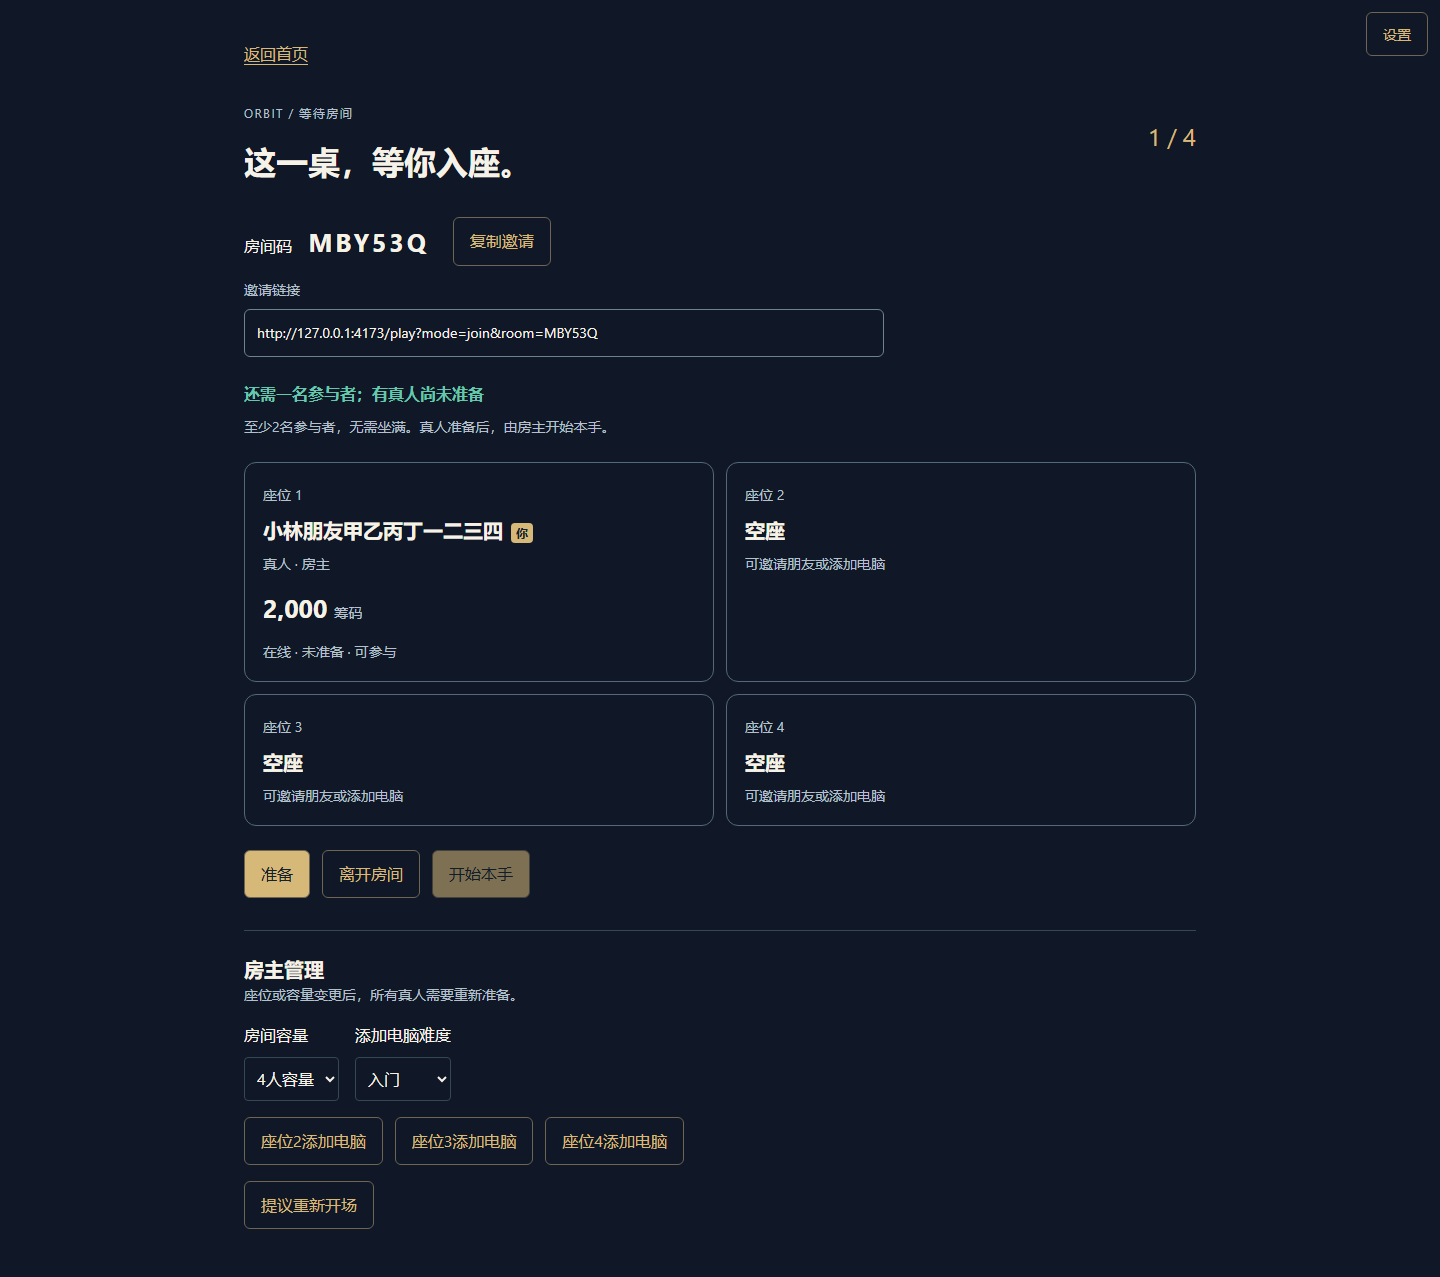 设置
返回首页
ORBIT / 等待房间
这一桌，等你入座。
1 / 4
房间码 MBY53Q 复制邀请
邀请链接
http://127.0.0.1:4173/play?mode=join&room=MBY53Q
还需一名参与者；有真人尚未准备
至少2名参与者，无需坐满。真人准备后，由房主开始本手。
座位 1
小林朋友甲乙丙丁一二三四 你
真人 · 房主
2,000 筹码
在线 · 未准备 · 可参与
座位 2
空座
可邀请朋友或添加电脑
座位 3
空座
可邀请朋友或添加电脑
座位 4
空座
可邀请朋友或添加电脑
准备 离开房间 开始本手
房主管理
座位或容量变更后，所有真人需要重新准备。
房间容量 添加电脑难度
4人容量 入门
座位2添加电脑 座位3添加电脑 座位4添加电脑
提议重新开场